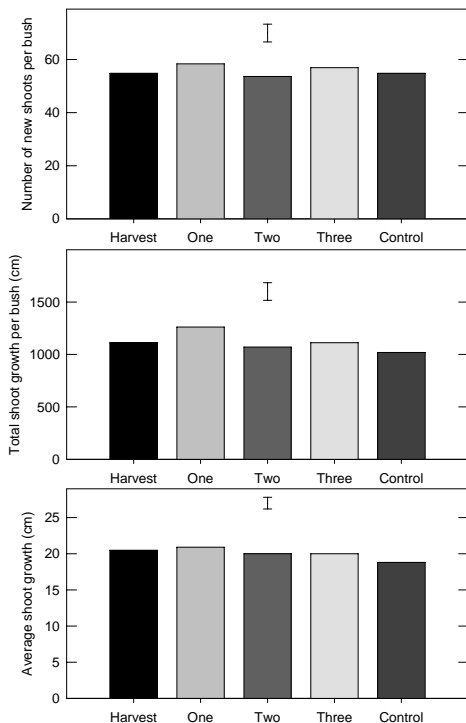 Number of new shoots per bush
60
40
20
0
Harvest One Two Three Control
Total shoot growth per bush (cm)
1500
1000
500
0
Harvest One Two Three Control
Average shoot growth (cm)
25
20
15
10
5
0
Harvest One Two Three Control